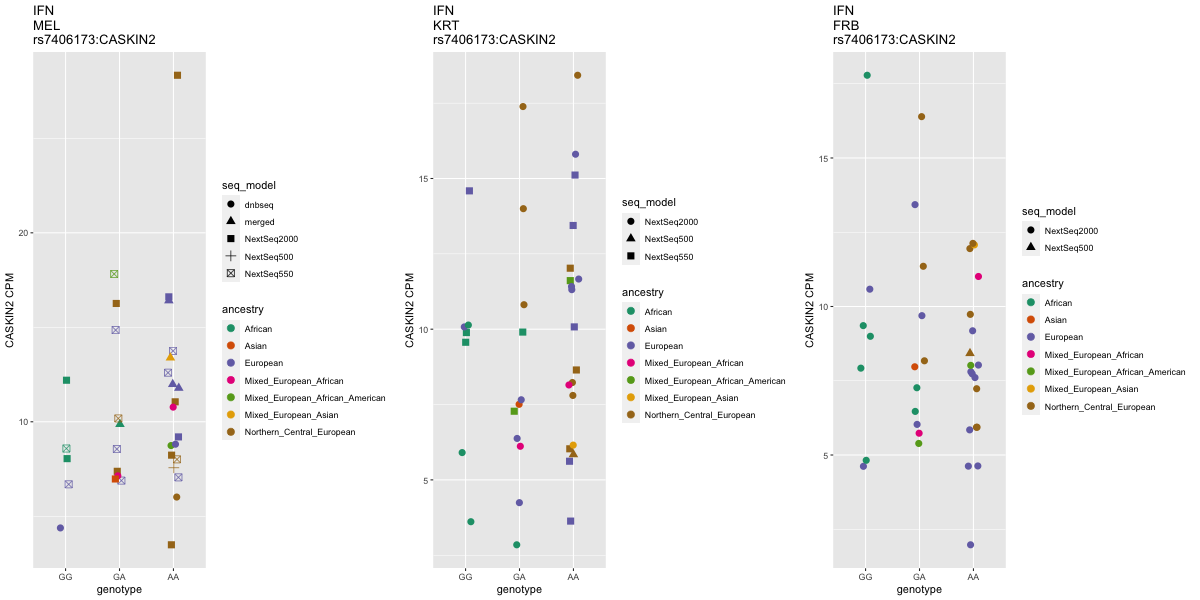 IFN
MEL
rs7406173:CASKIN2
CASKIN2 CPM
20
10
GG
GA
AA
genotype
seq_model
dnbseq
merged
NextSeq2000
NextSeq500
NextSeq550
ancestry
African
Asian
European
Mixed_European_African
Mixed_European_African_American
Mixed_European_Asian
Northern_Central_European
IFN
KRT
rs7406173:CASKIN2
CASKIN2 CPM
15
10
5
GG
GA
AA
genotype
seq_model
NextSeq2000
NextSeq500
NextSeq550
ancestry
African
Asian
European
Mixed_European_African
Mixed_European_African_American
Mixed_European_Asian
Northern_Central_European
IFN
FRB
rs7406173:CASKIN2
CASKIN2 CPM
15
10
5
GG
GA
AA
genotype
seq_model
NextSeq2000
NextSeq500
ancestry
African
Asian
European
Mixed_European_African
Mixed_European_African_American
Mixed_European_Asian
Northern_Central_European